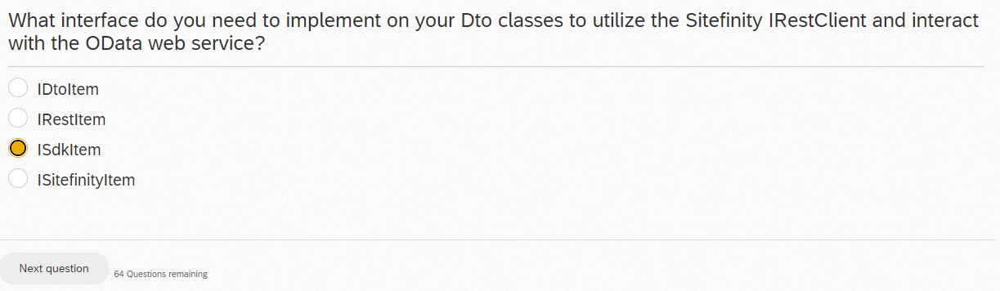 What interface do you need to implement on your Dto classes to utilize the Sitefinity IRestClient and interact
with the OData web service?
IDtoItem
IRestItem
ISdkItem
ISitefinityItem
Next question
64 Questions remaining